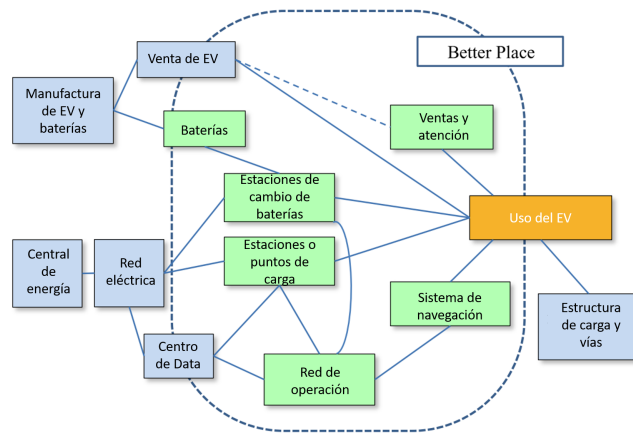 Better Place
Venta de EV
Manufactura
de EV y
baterías
Baterías
Ventas y
atención
Estaciones de
cambio de
baterías
Uso del EV
Estaciones o
puntos de
carga
Central
de
energía
Red
eléctrica
Sistema de
navegación
Estructura
de carga y
vías
Centro
de Data
Red de
operación